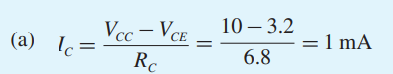 (a) I_C = (V_CC − V_CE) / R_C = (10 − 3.2) / 6.8 = 1 mA